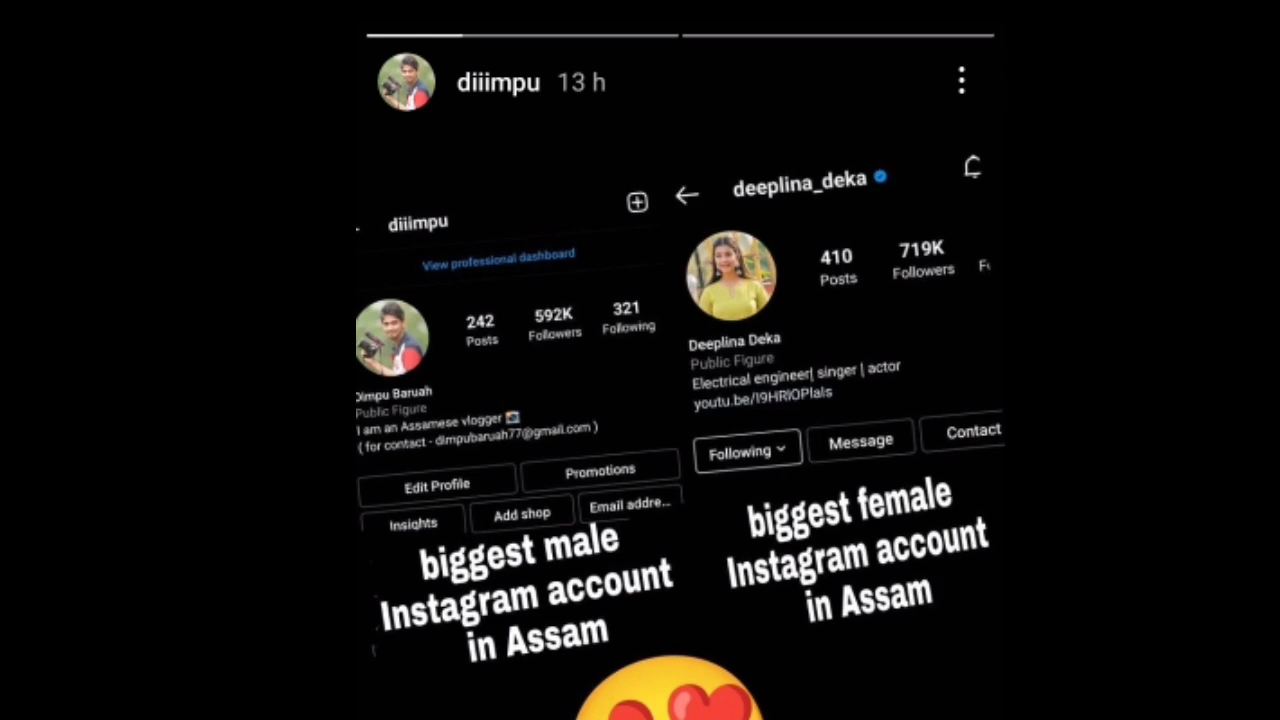 diiimpu 13 h
diiimpu
View professional dashboard
242 592K 321
Posts Followers Following
Dimpu Baruah
Public Figure
I am an Assamese vlogger
( for contact - dimpubaruah77@gmail.com )
Edit Profile Promotions
Insights Add shop Email addre...
biggest male
Instagram account
in Assam
deeplina_deka
410 719K
Posts Followers
Deeplina Deka
Public Figure
Electrical engineer| singer | actor
Following Message Contact
biggest female
Instagram account
in Assam